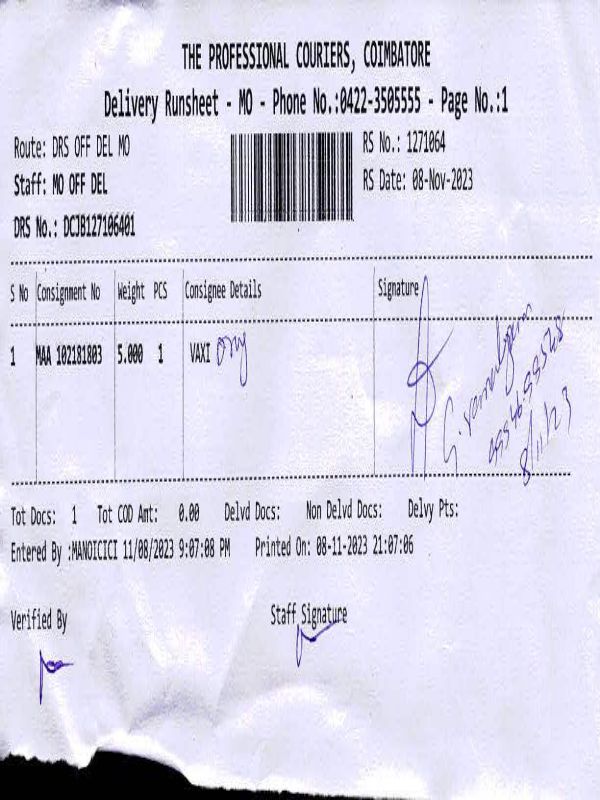 THE PROFESSIONAL COURIERS, COIMBATORE
Delivery Runsheet - MO - Phone No.:0422-3505555 - Page No.:1
Route: DRS OFF DEL MO
RS No.: 1271064
Staff: MO OFF DEL
RS Date: 08-Nov-2023
DRS No.: DCJB127106401
S No Consignment No Weight PCS Consignee Details Signature
1 MAA 102181803 5.000 1 VAXI
8/11/23
Tot Docs: 1 Tot COD Amt: 0.00 Delvd Docs: Non Delvd Docs: Delvy Pts:
Entered By :MANOICICI 11/08/2023 9:07:08 PM Printed On: 08-11-2023 21:07:06
Verified By Staff Signature